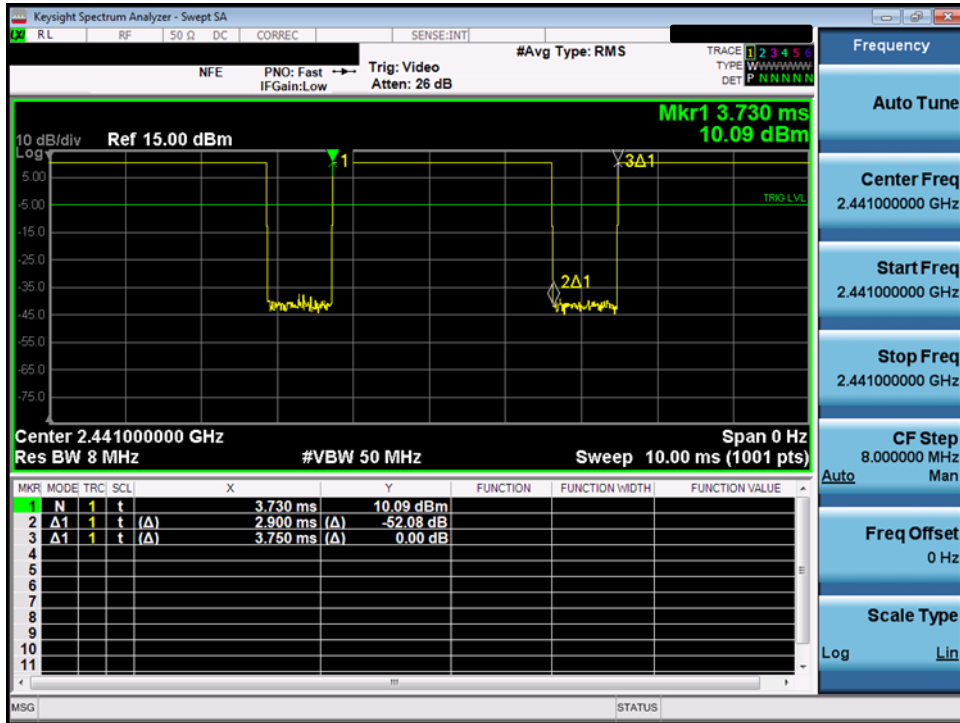 Keysight Spectrum Analyzer - Swept SA
LXI RL RF 50 Ω DC CORREC SENSE:INT
#Avg Type: RMS
TRACE 1 2 3 4 5 6
TYPE WWWWWW
DET P N N N N N
NFE PNO: Fast Trig: Video
IFGain:Low Atten: 26 dB
Mkr1 3.730 ms
10.09 dBm
10 dB/div Ref 15.00 dBm
Log
1
3Δ1
5.00
TRIG LVL
-5.00
-15.0
-25.0
2Δ1
-35.0
-45.0
-55.0
-65.0
-75.0
Center 2.441000000 GHz Span 0 Hz
Res BW 8 MHz #VBW 50 MHz Sweep 10.00 ms (1001 pts)
MKR MODE TRC SCL X Y FUNCTION FUNCTION WIDTH FUNCTION VALUE
1 N 1 t 3.730 ms 10.09 dBm
2 Δ1 1 t (Δ) 2.900 ms (Δ) -52.08 dB
3 Δ1 1 t (Δ) 3.750 ms (Δ) 0.00 dB
4
5
6
7
8
9
10
11
MSG STATUS
Frequency
Auto Tune
Center Freq
2.441000000 GHz
Start Freq
2.441000000 GHz
Stop Freq
2.441000000 GHz
CF Step
8.000000 MHz
Auto Man
Freq Offset
0 Hz
Scale Type
Log Lin